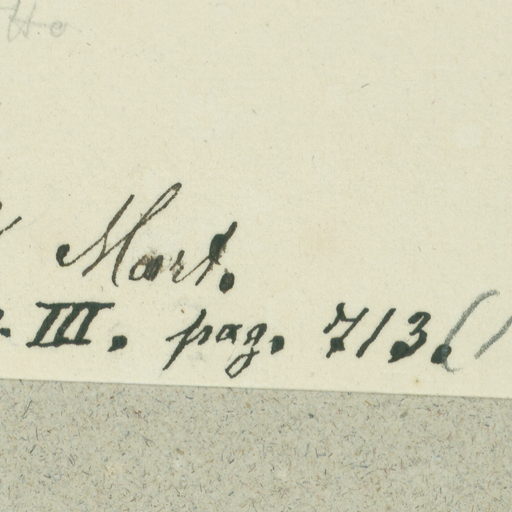 Mart.
III. pag. 713. (